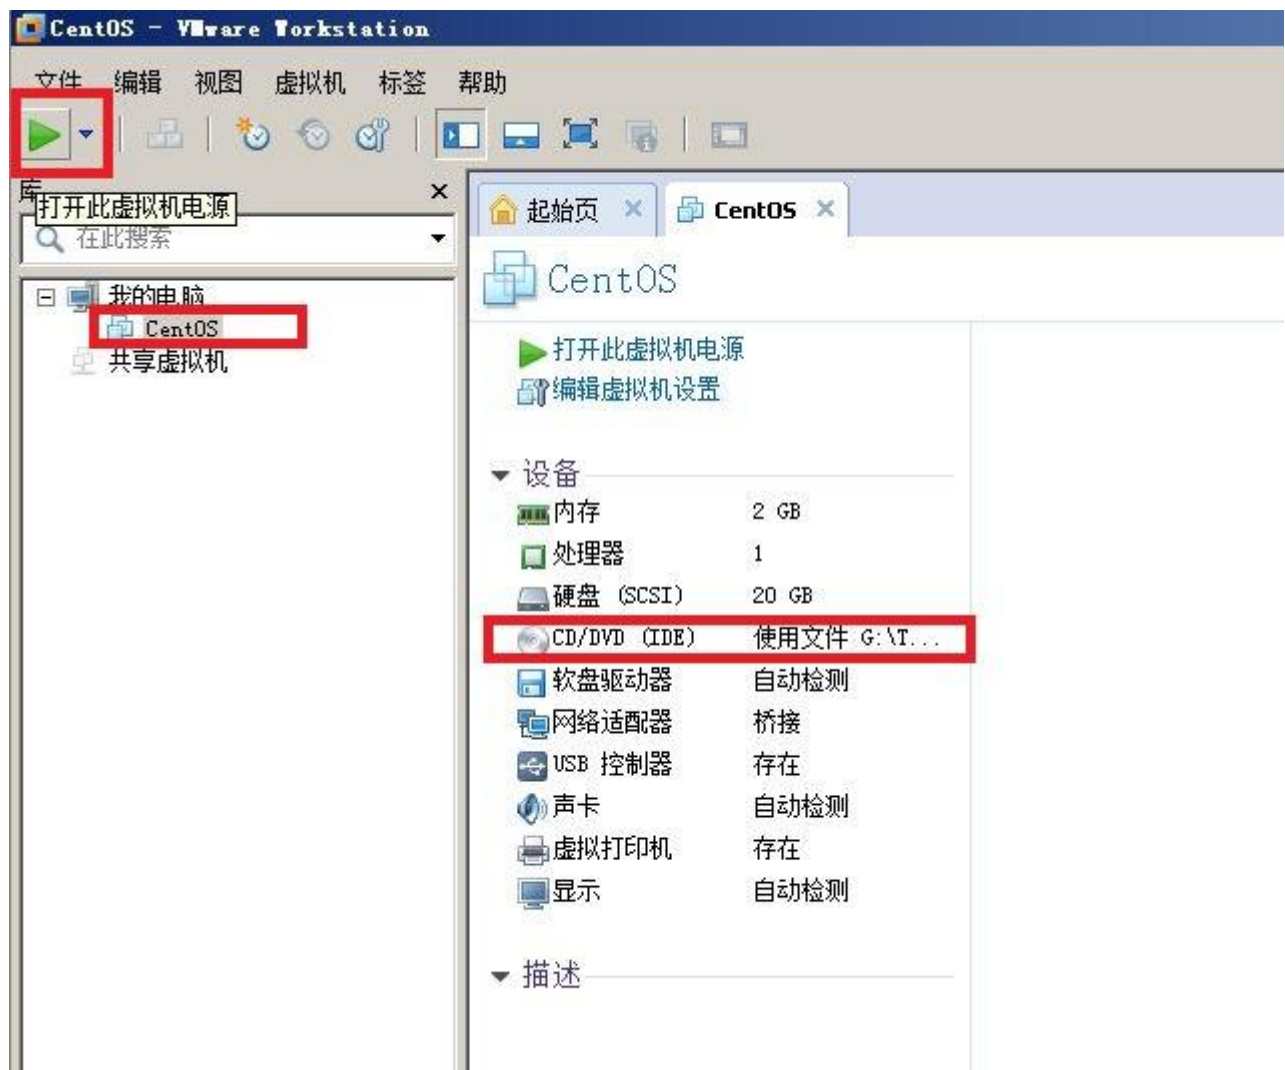 CentOS - VMware Workstation
文件 编辑 视图 虚拟机 标签 帮助
库
打开此虚拟机电源
在此搜索
我的电脑
CentOS
共享虚拟机
起始页
CentOS
CentOS
打开此虚拟机电源
编辑虚拟机设置
设备
内存 2 GB
处理器 1
硬盘 (SCSI) 20 GB
CD/DVD (IDE) 使用文件 G:\T...
软盘驱动器 自动检测
网络适配器 桥接
USB 控制器 存在
声卡 自动检测
虚拟打印机 存在
显示 自动检测
描述